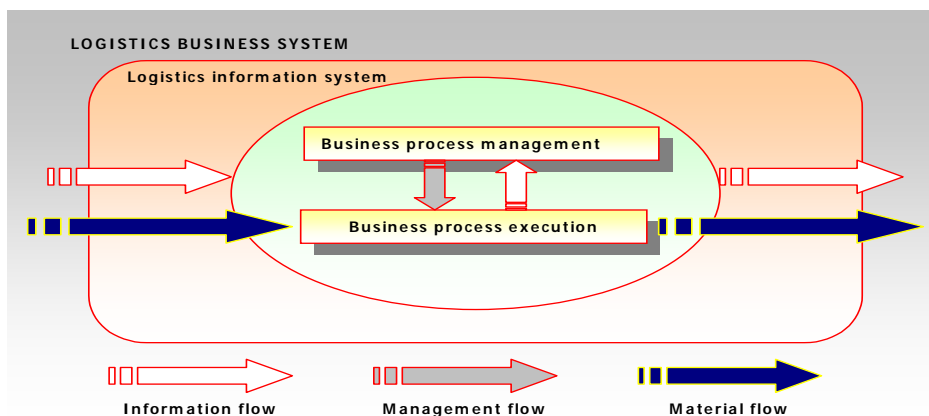 LOGISTICS BUSINESS SYSTEM
Logistics information system
Business process management
Business process execution
Information flow
Management flow
Material flow